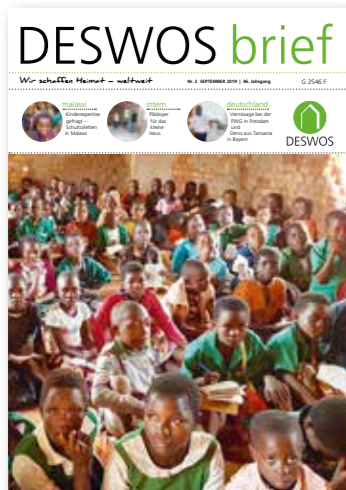 DESWOS brief
Wir schaffen Heimat – weltweit
Nr. 3 SEPTEMBER 2019 | 46. Jahrgang
G 2546 F
malawi
Kinderexpertise
gefragt –
Schultoiletten
in Malawi
intern
Plädoyer
für das
kleine
Haus
deutschland
Vernissage bei der
PWG in Potsdam
und
Denis aus Tansania
in Bayern
DESWOS